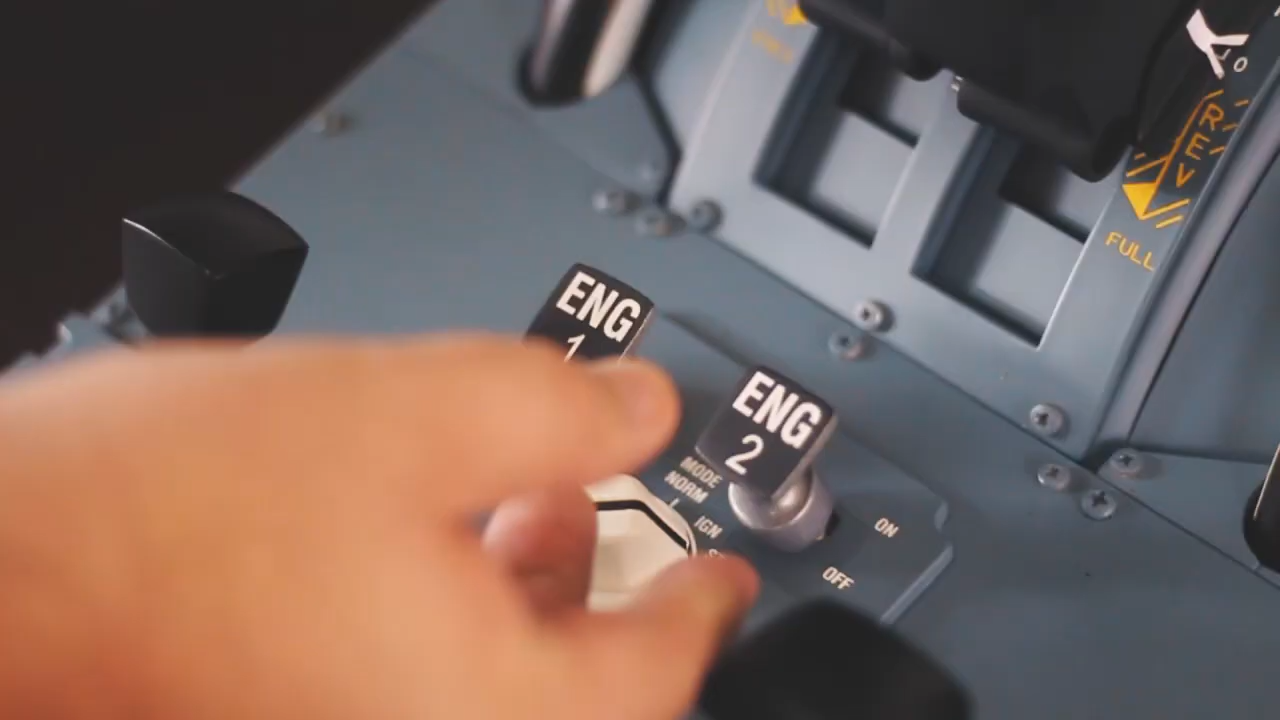 REV
FULL
ENG
1
ENG
2
MODE
NORM
IGN
ON
OFF